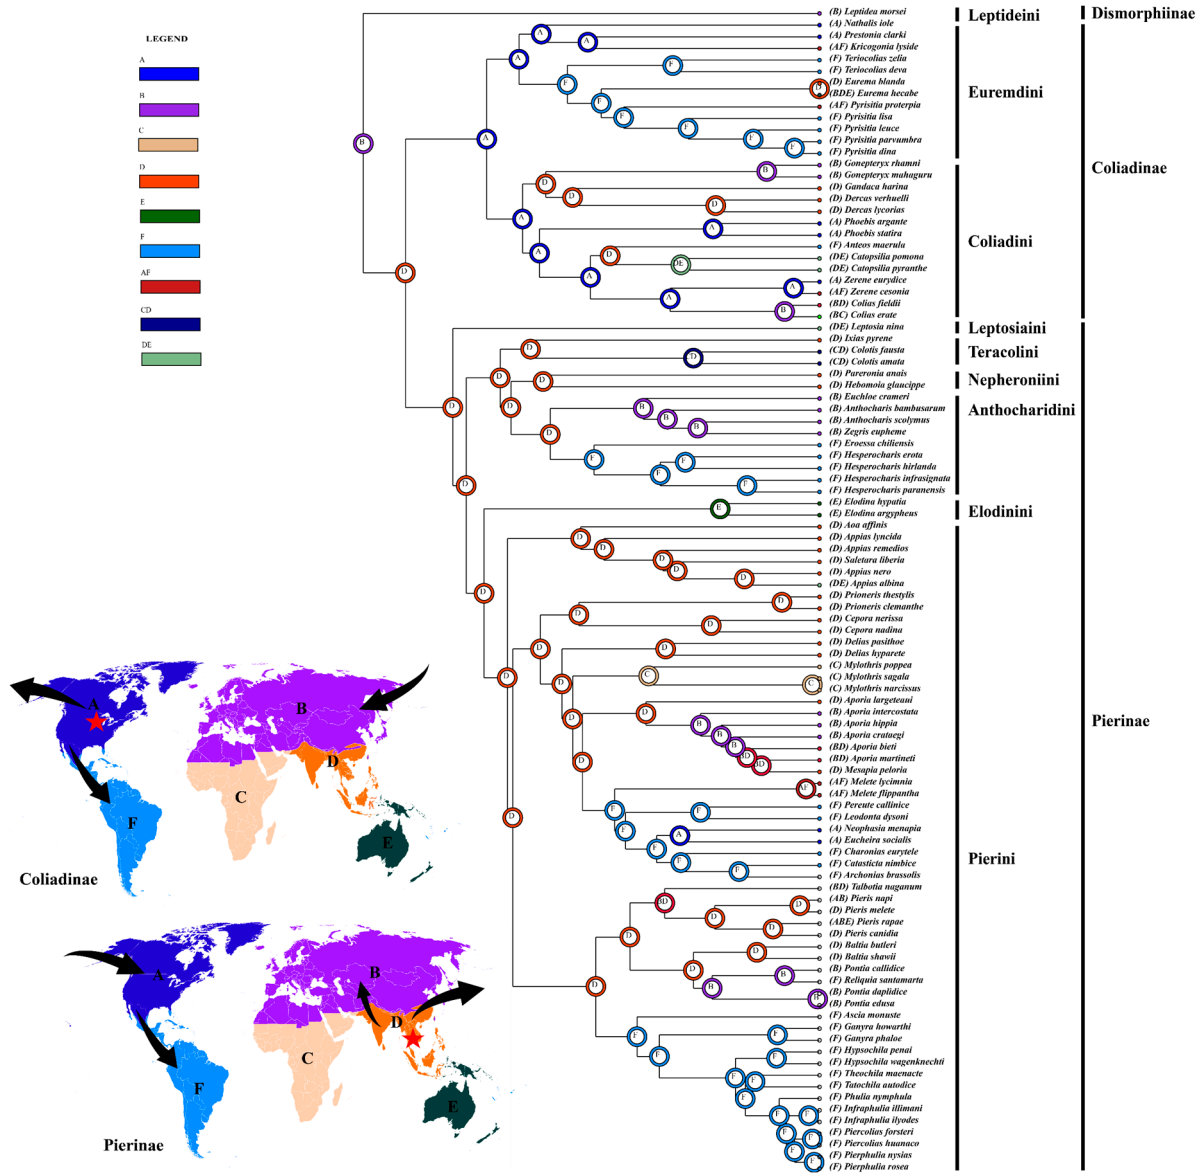 LEGEND
A
B
C
D
E
F
AF
CD
DE
(B) Leptidea morsei
(A) Nathalis iole
(A) Prestonia clarki
(AF) Kricogonia lyside
(F) Teriocolias zelia
(F) Teriocolias deva
(D) Eurema blanda
(BDE) Eurema hecabe
(AF) Pyrisitia proterpia
(F) Pyrisitia lisa
(F) Pyrisitia leuce
(F) Pyrisitia parvumbra
(F) Pyrisitia dina
(B) Gonepteryx rhamni
(B) Gonepteryx mahaguru
(D) Gandaca harina
(D) Dercas verhuelli
(D) Dercas lycorias
(A) Phoebis argante
(A) Phoebis statira
(F) Anteos maerula
(DE) Catopsilia pomona
(DE) Catopsilia pyranthe
(A) Zerene eurydice
(AF) Zerene cesonia
(BD) Colias fieldii
(BC) Colias erate
(DE) Leptosia nina
(D) Ixias pyrene
(CD) Colotis fausta
(CD) Colotis amata
(D) Pareronia anais
(D) Hebomoia glaucippe
(B) Euchloe crameri
(B) Anthocharis bambusarum
(B) Anthocharis scolymus
(B) Zegris eupheme
(F) Eroessa chiliensis
(F) Hesperocharis erota
(F) Hesperocharis hirlanda
(F) Hesperocharis infrasignata
(F) Hesperocharis paranensis
(E) Elodina hypatia
(E) Elodina argypheus
(D) Aoa affinis
(D) Appias lyncida
(D) Appias remedios
(D) Saletara liberia
(D) Appias nero
(DE) Appias albina
(D) Prioneris thestylis
(D) Prioneris clemanthe
(D) Cepora nerissa
(D) Cepora nadina
(D) Delias pasithoe
(D) Delias hyparete
(C) Mylothris poppea
(C) Mylothris sagala
(C) Mylothris narcissus
(D) Aporia largeteaui
(B) Aporia intercostata
(B) Aporia hippia
(B) Aporia crataegi
(BD) Aporia bieti
(BD) Aporia martineti
(D) Mesapia peloria
(AF) Melete lycimnia
(AF) Melete flippantha
(F) Pereute callinice
(F) Leodonta dysoni
(A) Neophasia menapia
(A) Eucheira socialis
(F) Charonias eurytele
(F) Catasticta nimbice
(F) Archonias brassolis
(BD) Talbotia naganum
(AB) Pieris napi
(D) Pieris melete
(ABE) Pieris rapae
(D) Pieris canidia
(D) Baltia butleri
(D) Baltia shawii
(B) Pontia callidice
(F) Reliquia santamarta
(B) Pontia daplidice
(B) Pontia edusa
(F) Ascia monuste
(F) Ganyra howarthi
(F) Ganyra phaloe
(F) Hypsochila penai
(F) Hypsochila wagenknechti
(F) Theochila maenacte
(F) Tatochila autodice
(F) Phulia nymphula
(F) Infraphulia illimani
(F) Infraphulia ilyodes
(F) Piercolias forsteri
(F) Piercolias huanaco
(F) Pierphulia nysias
(F) Pierphulia rosea
Leptideini
Euremdini
Coliadini
Leptosiaini
Teracolini
Nepheroniini
Anthocharidini
Elodinini
Pierini
Dismorphiinae
Coliadinae
Pierinae
A
B
C
D
E
F
Coliadinae
A
B
C
D
E
F
Pierinae